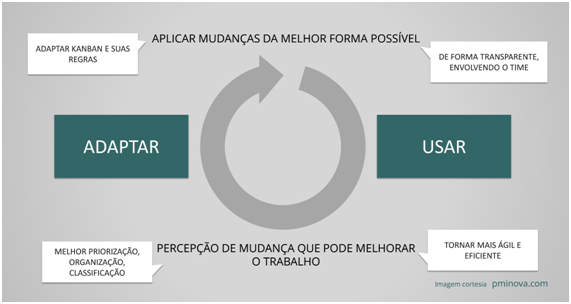 APLICAR MUDANÇAS DA MELHOR FORMA POSSÍVEL
ADAPTAR KANBAN E SUAS
REGRAS
DE FORMA TRANSPARENTE,
ENVOLVENDO O TIME
ADAPTAR
USAR
MELHOR PRIORIZAÇÃO,
ORGANIZAÇÃO,
CLASSIFICAÇÃO
PERCEPÇÃO DE MUDANÇA QUE PODE MELHORAR
O TRABALHO
TORNAR MAIS ÁGIL E
EFICIENTE
Imagem cortesia pminova.com